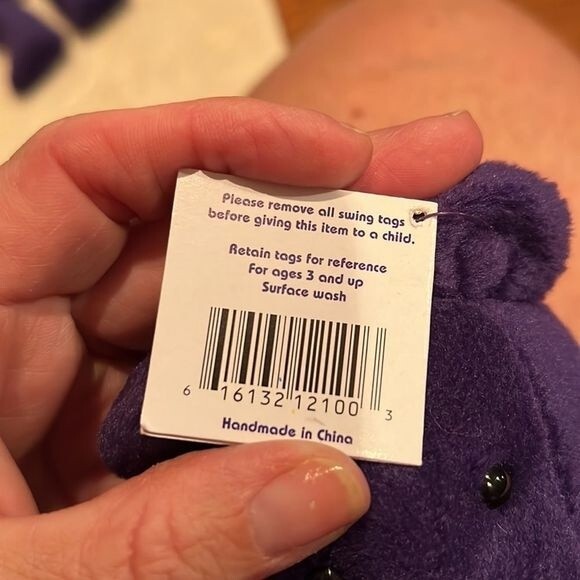 Please remove all swing tags
before giving this item to a child.
Retain tags for reference
For ages 3 and up
Surface wash
6 16132 12100 3
Handmade in China